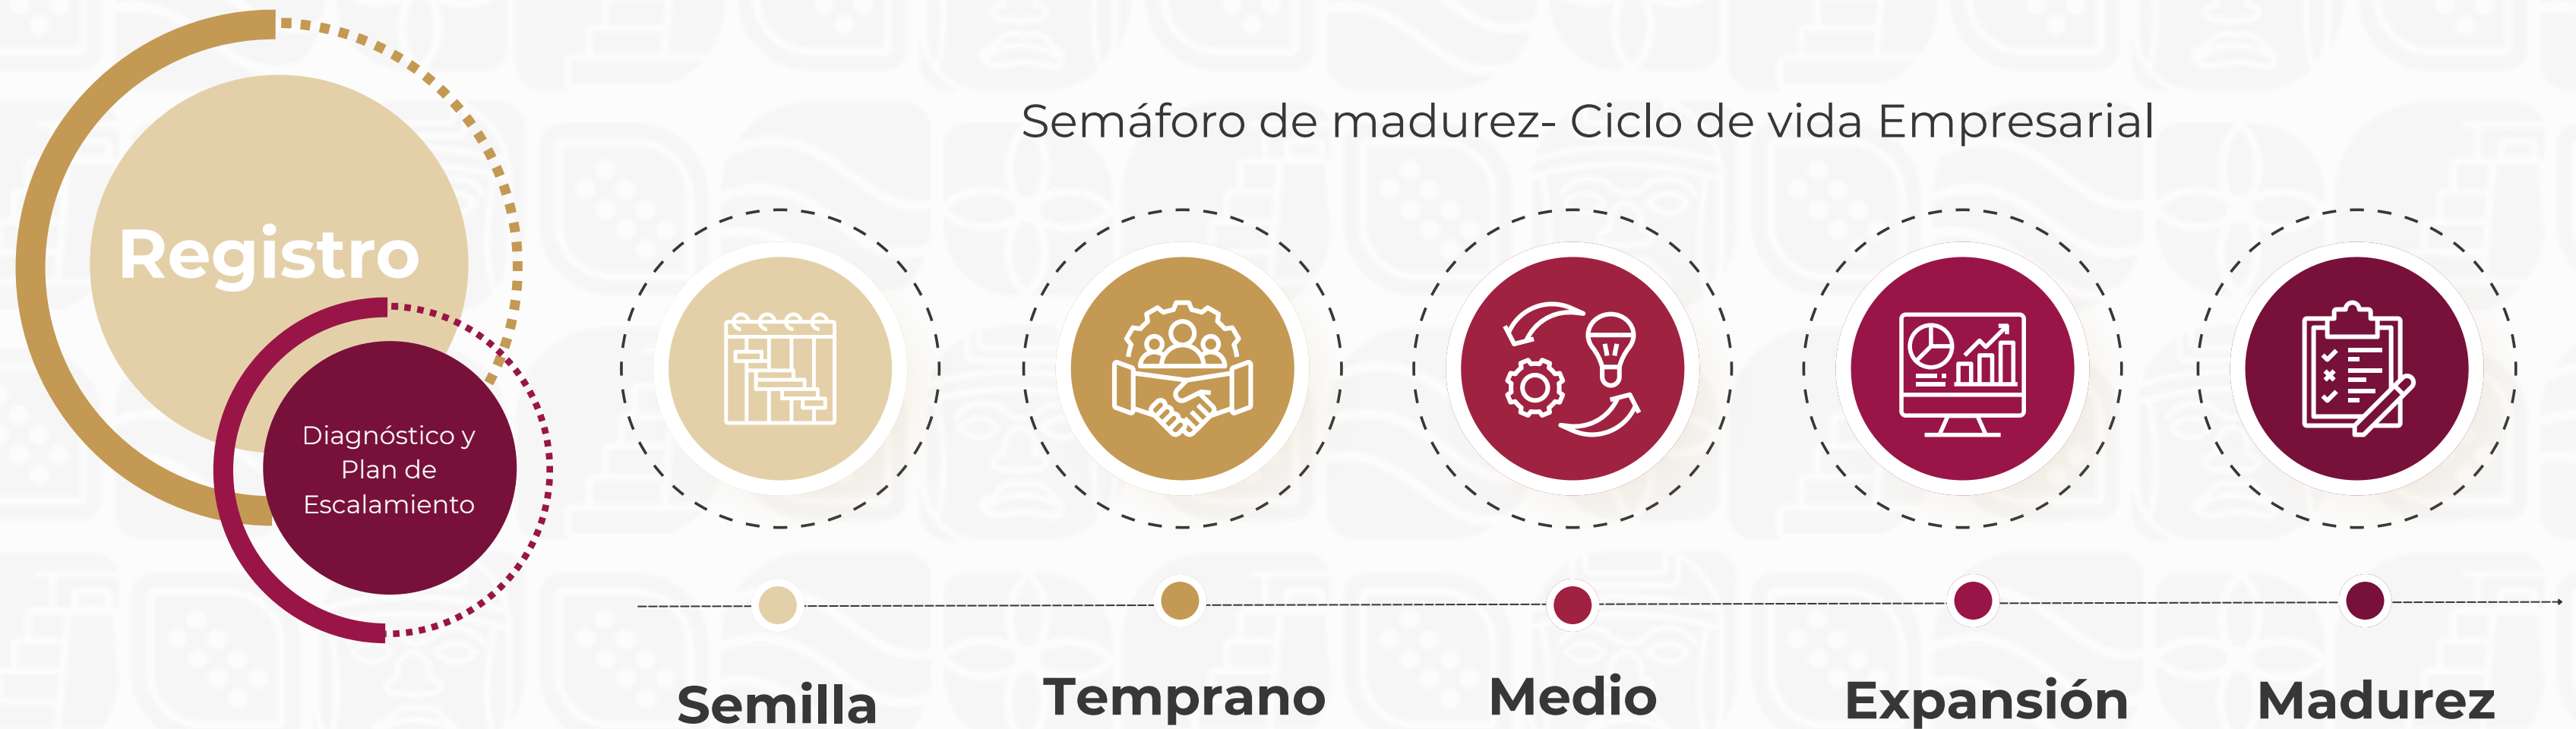 Registro
Diagnóstico y
Plan de
Escalamiento
Semáforo de madurez- Ciclo de vida Empresarial
Semilla
Temprano
Medio
Expansión
Madurez